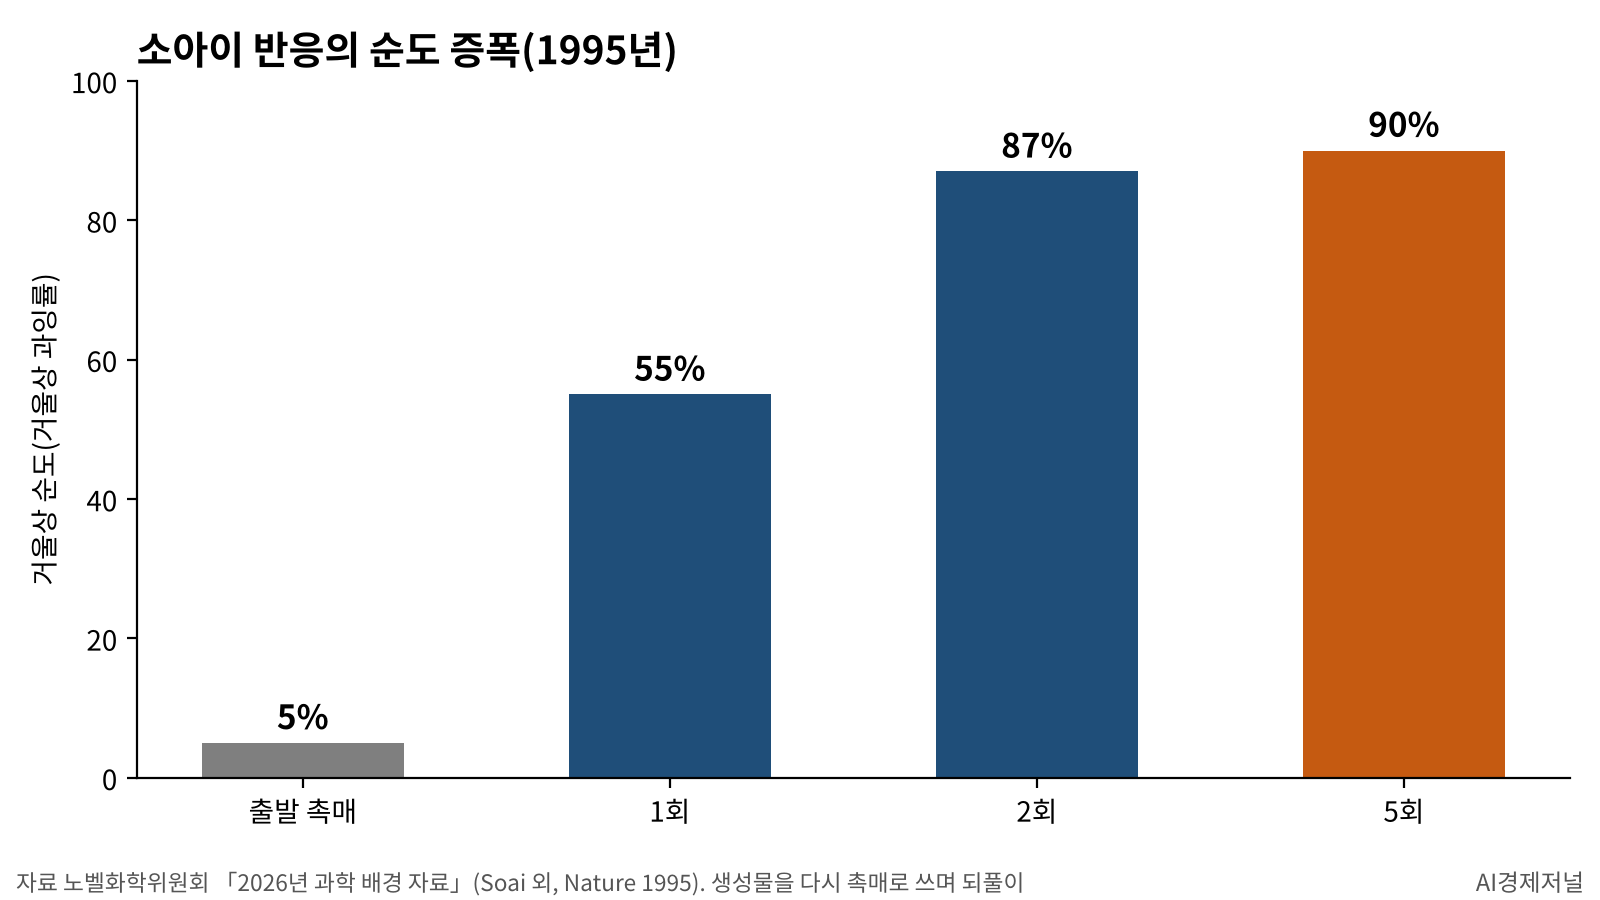 소아이 반응의 순도 증폭(1995년)
거울상 순도(거울상 과잉률)
100
80
60
40
20
0
5%
55%
87%
90%
출발 촉매
1회
2회
5회
자료 노벨화학위원회 「2026년 과학 배경 자료」(Soai 외, Nature 1995). 생성물을 다시 촉매로 쓰며 되풀이
AI경제저널